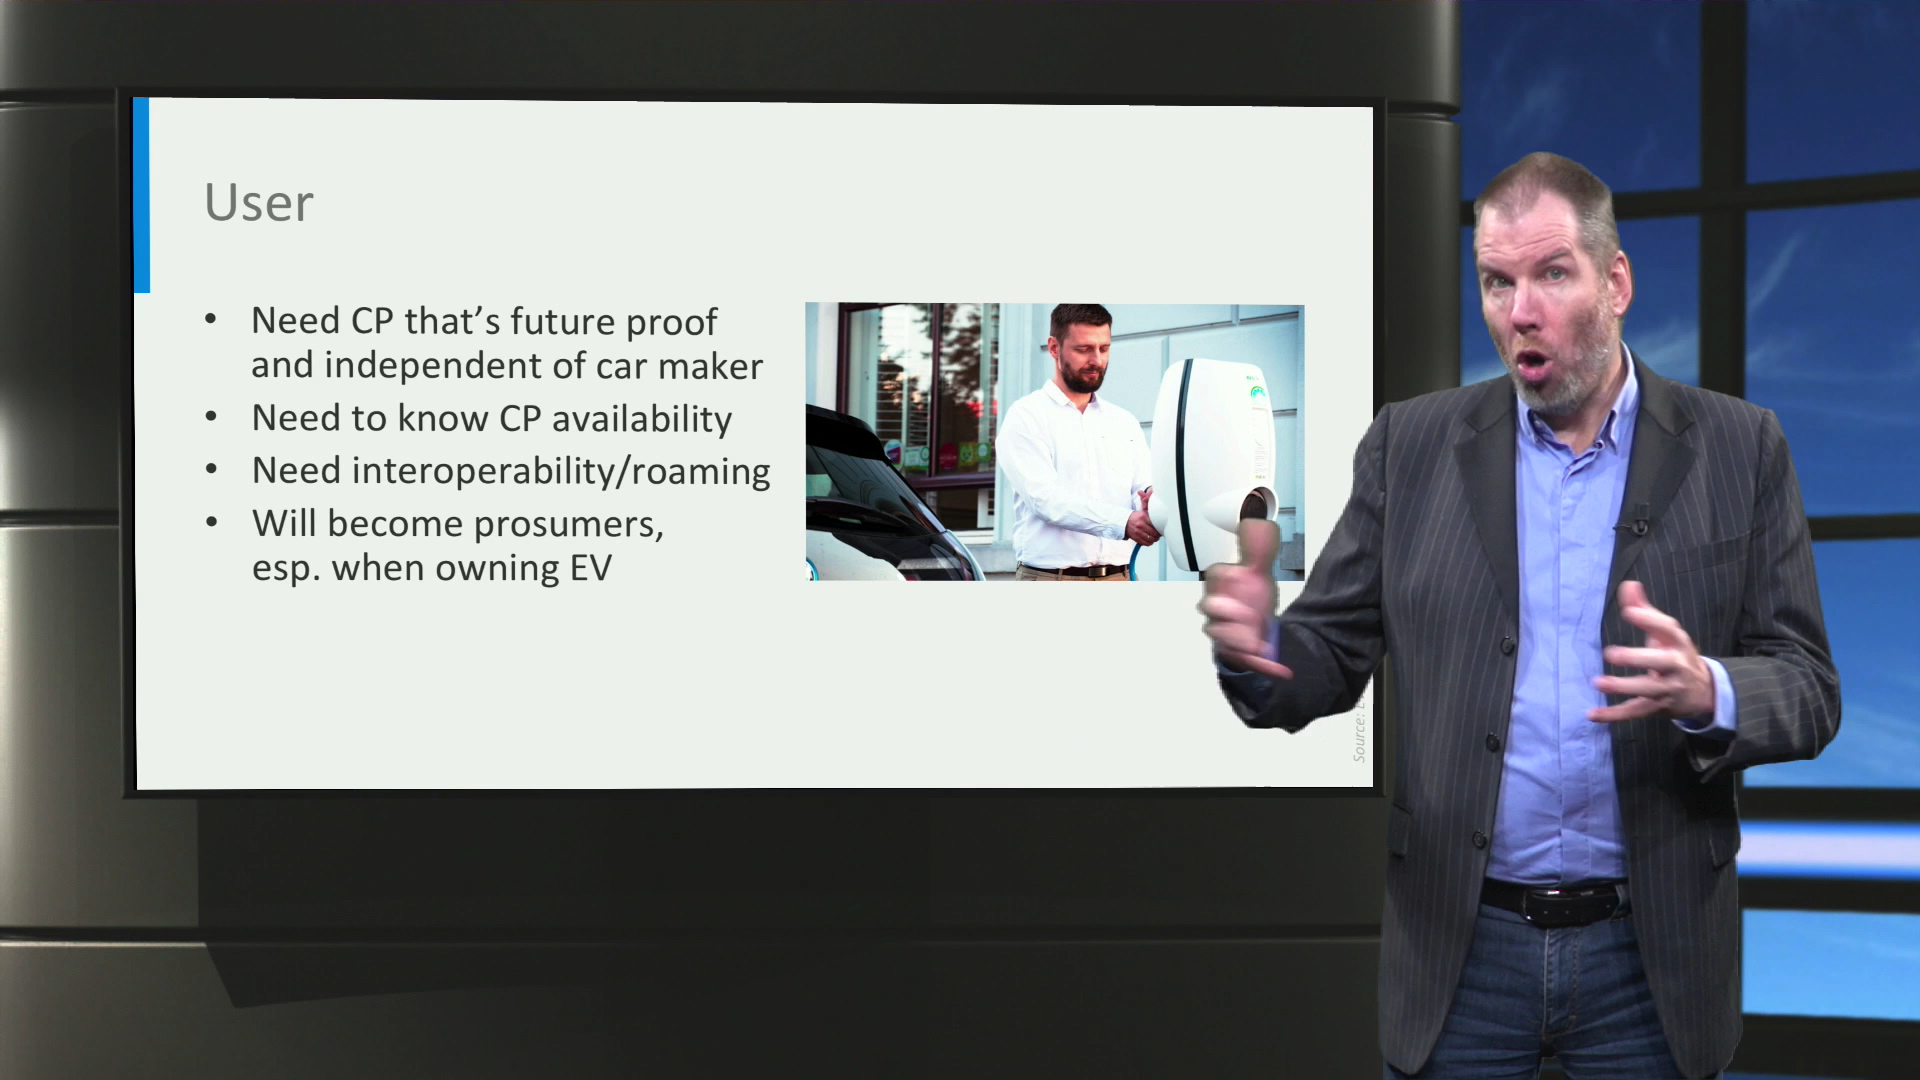 User
• Need CP that's future proof
and independent of car maker
• Need to know CP availability
• Need interoperability/roaming
• Will become prosumers,
esp. when owning EV
Source: